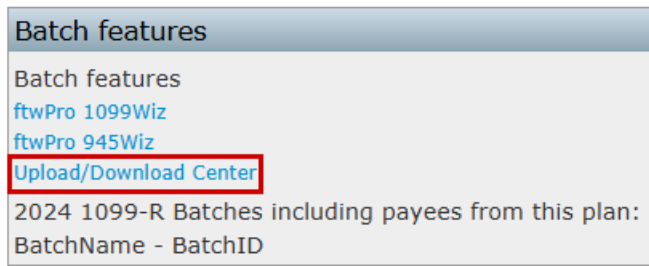 Batch features
Batch features
ftwPro 1099Wiz
ftwPro 945Wiz
Upload/Download Center
2024 1099-R Batches including payees from this plan:
BatchName - BatchID